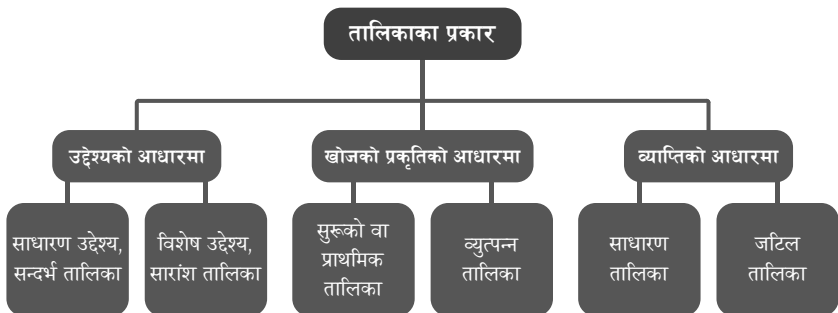 तालिकाका प्रकार
उद्देश्यको आधारमा
खोजको प्रकृतिको आधारमा
व्याप्तिको आधारमा
साधारण उद्देश्य,
सन्दर्भ तालिका
विशेष उद्देश्य,
सारांश तालिका
सुरूको वा
प्राथमिक
तालिका
व्युत्पन्न
तालिका
साधारण
तालिका
जटिल
तालिका